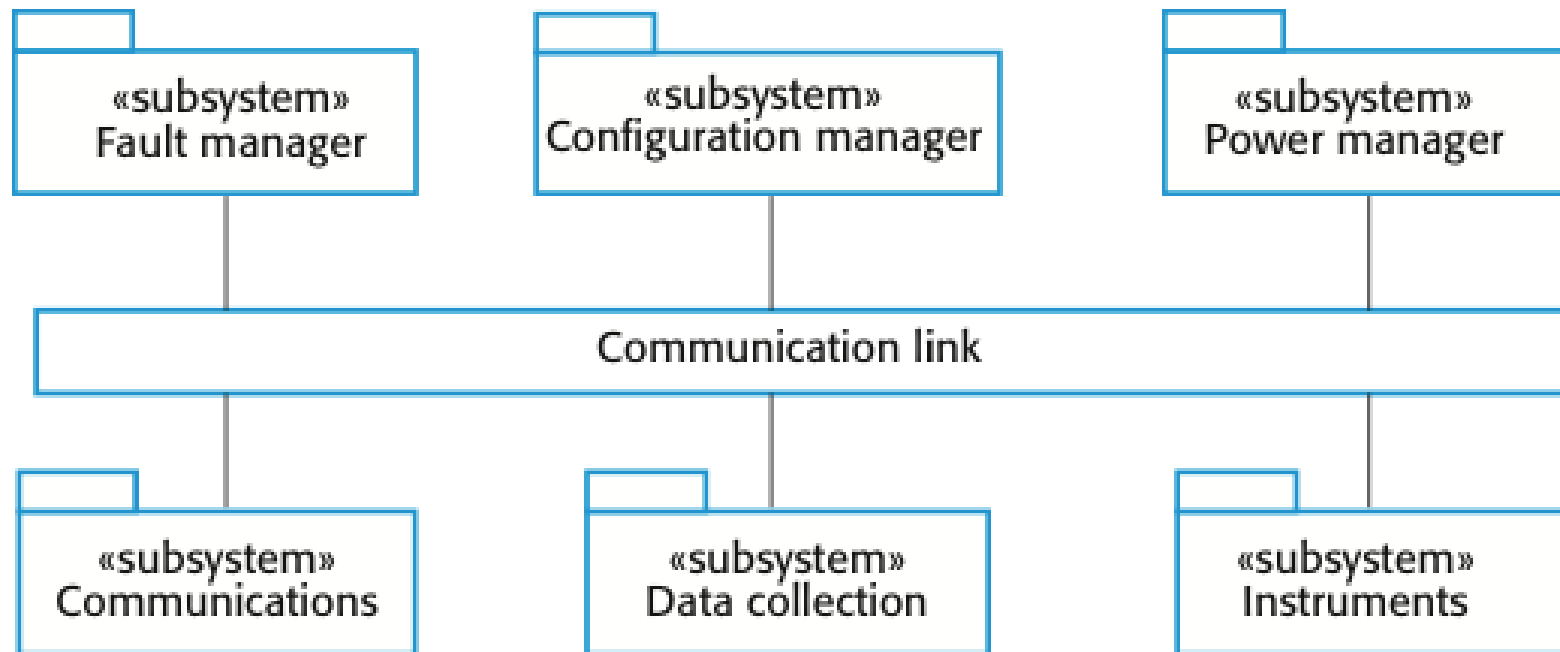 «subsystem»
Fault manager
«subsystem»
Configuration manager
«subsystem»
Power manager
Communication link
«subsystem»
Communications
«subsystem»
Data collection
«subsystem»
Instruments